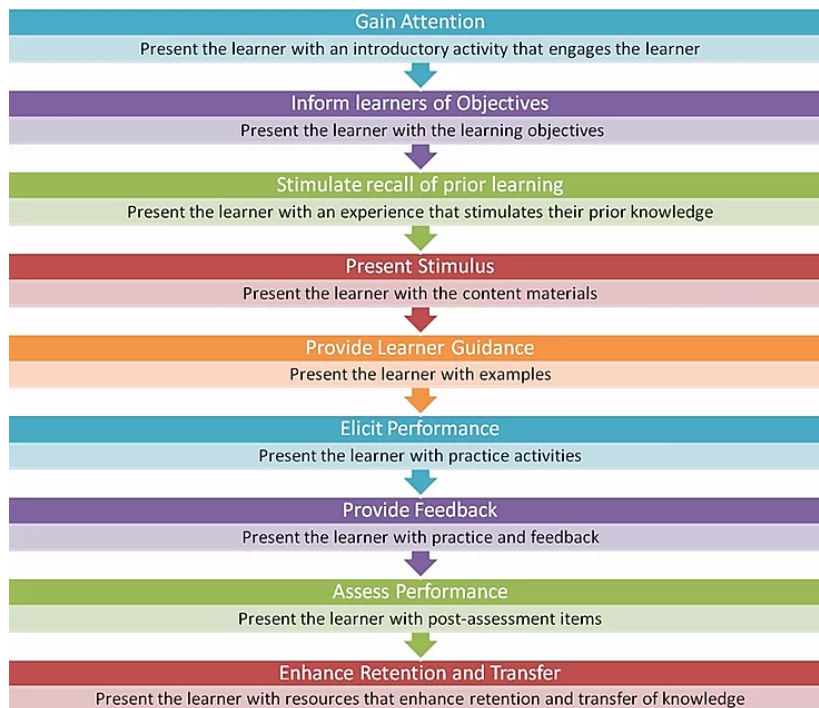 Gain Attention
Present the learner with an introductory activity that engages the learner
Inform learners of Objectives
Present the learner with the learning objectives
Stimulate recall of prior learning
Present the learner with an experience that stimulates their prior knowledge
Present Stimulus
Present the learner with the content materials
Provide Learner Guidance
Present the learner with examples
Elicit Performance
Present the learner with practice activities
Provide Feedback
Present the learner with practice and feedback
Assess Performance
Present the learner with post-assessment items
Enhance Retention and Transfer
Present the learner with resources that enhance retention and transfer of knowledge